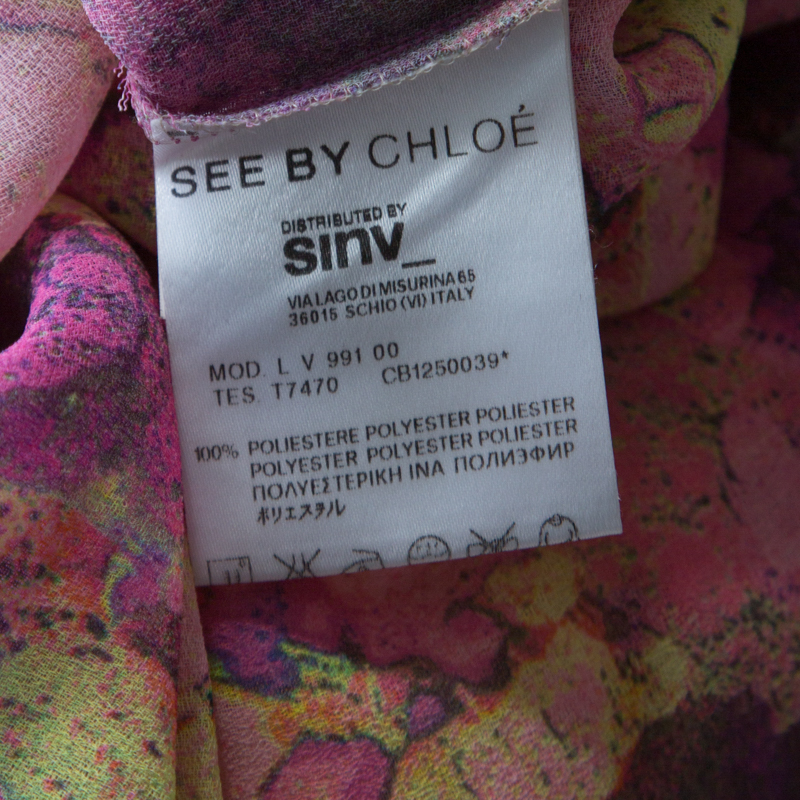 SEE BY CHLOÉ
DISTRIBUTED BY
sinv_
VIA LAGO DI MISURINA 65
36015 SCHIO (VI) ITALY
MOD. L V 991 00
TES. T7470 CB1250039*
100% POLIESTERE POLYESTER POLIESTER
POLYESTER POLYESTER POLIESTER
ΠΟΛΥΕΣΤΕΡΙΚΗ ΙΝΑ ПОЛИЭФИР
ポリエステル